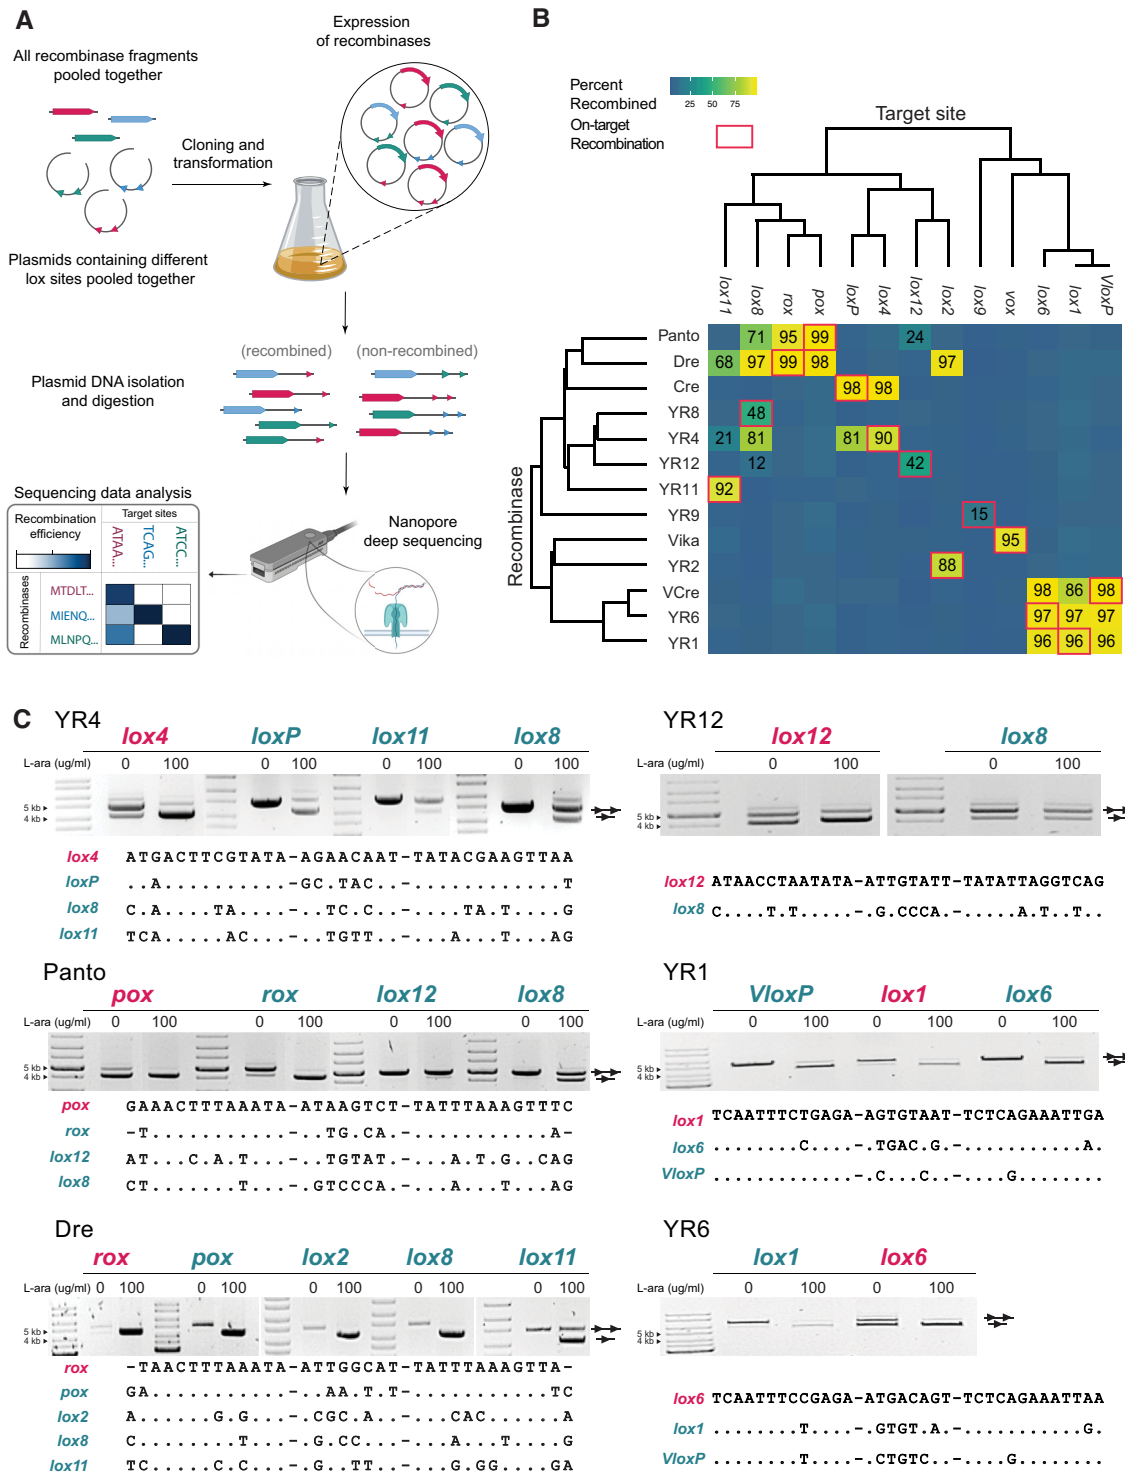 A
All recombinase fragments
pooled together
Plasmids containing different
lox sites pooled together
Cloning and
transformation
Expression
of recombinases
(recombined)
(non-recombined)
Plasmid DNA isolation
and digestion
Nanopore
deep sequencing
Sequencing data analysis
Recombination
efficiency
Target sites
ATAA...
TCAG...
ATCC...
Recombinases
MTDLT...
MIENQ...
MLNPQ...
B
Percent
Recombined
25 50 75
On-target
Recombination
Target site
lox11 lox8 rox pox loxP lox4 lox12 lox2 lox9 vox lox6 lox1 VloxP
Recombinase
Panto 71 95 99 24
Dre 68 97 99 98 97
Cre 98 98
YR8 48
YR4 21 81 81 90
YR12 12 42
YR11 92
YR9 15
Vika 95
YR2 88
VCre 98 86 98
YR6 97 97 97
YR1 96 96 96
C
YR4
lox4 loxP lox11 lox8
L-ara (ug/ml) 0 100 0 100 0 100 0 100
5 kb
4 kb
lox4 ATGACTTCGTATA-AGAACAAT-TATACGAAGTTAA
loxP ..A............-GC.TAC..-.............T
lox8 C.A....TA.....-..TC.C..-....TA.T....G
lox11 TCA.....AC...-..TGTT..-...A...T...AG
YR12
lox12 lox8
L-ara (ug/ml) 0 100 0 100
5 kb
4 kb
lox12 ATAACCTAATATA-ATTGTATT-TATATTAGGTCAG
lox8 C....T.T.....-.G.CCCA.-.....A.T..T..
Panto
pox rox lox12 lox8
L-ara (ug/ml) 0 100 0 100 0 100 0 100
5 kb
4 kb
pox GAAACTTTAAATA-ATAAGTCT-TATTTAAAGTTTC
rox -T...........-...TG.CA.-...........A-
lox12 AT...C.A.T...-..TGTAT.-...A.T.G..CAG
lox8 CT.......T...-.GTCCCA.-...A...T...AG
YR1
VloxP lox1 lox6
L-ara (ug/ml) 0 100 0 100 0 100
5 kb
4 kb
lox1 TCAATTTCTGAGA-AGTGTAAT-TCTCAGAAATTGA
lox6 ........C....-.TGAC.G.-...........A.
VloxP .............-.C...C..-....G........
Dre
rox pox lox2 lox8 lox11
L-ara (ug/ml) 0 100 0 100 0 100 0 100 0 100
5 kb
4 kb
rox -TAACTTTAAATA-ATTGGCAT-TATTTAAAGTTA-
pox GA...........-..AA.T.T-...........TC
lox2 A......G.G...-.CGC.A..-...CAC......A
lox8 C........T...-.G.CC...-...A...T....G
lox11 TC.....C.C...-.G..TT..-...G.GG....GA
YR6
lox1 lox6
L-ara (ug/ml) 0 100 0 100
5 kb
4 kb
lox6 TCAATTTCCGAGA-ATGACAGT-TCTCAGAAATTAA
lox1 ........T....-.GTGT.A.-...........G.
VloxP ........T....-.CTGTC..-....G........